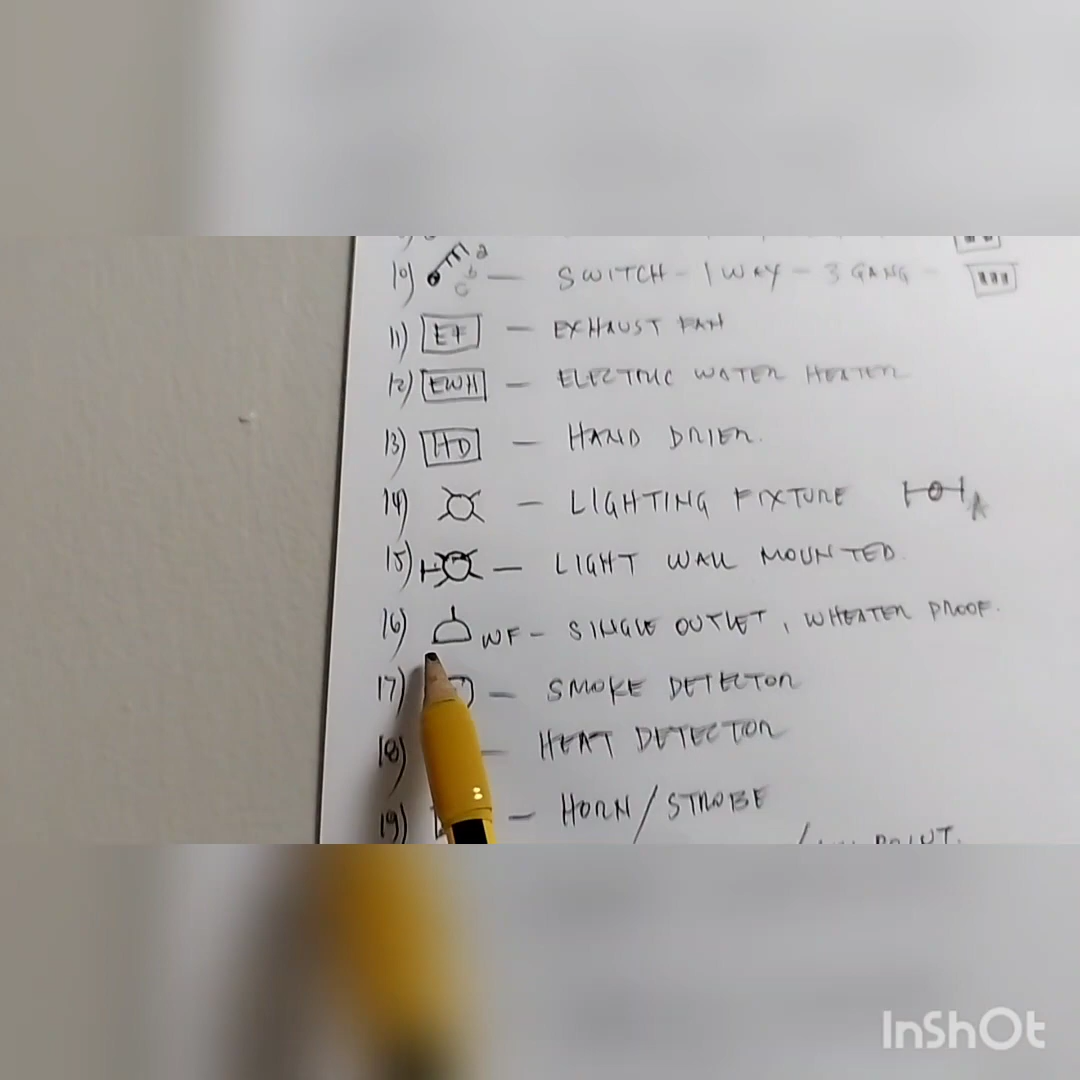 10) a b c — SWITCH - 1 WAY - 3 GANG -
11) EF — EXHAUST FAN
12) EWH — ELECTRIC WATER HEATER
13) HD — HAND DRIER.
14) — LIGHTING FIXTURE A
15) — LIGHT WALL MOUNTED.
16) WF - SINGLE OUTLET, WHEATER PROOF.
17) — SMOKE DETECTOR
18) — HEAT DETECTOR
19) — HORN / STROBE
POINT.
InShOt